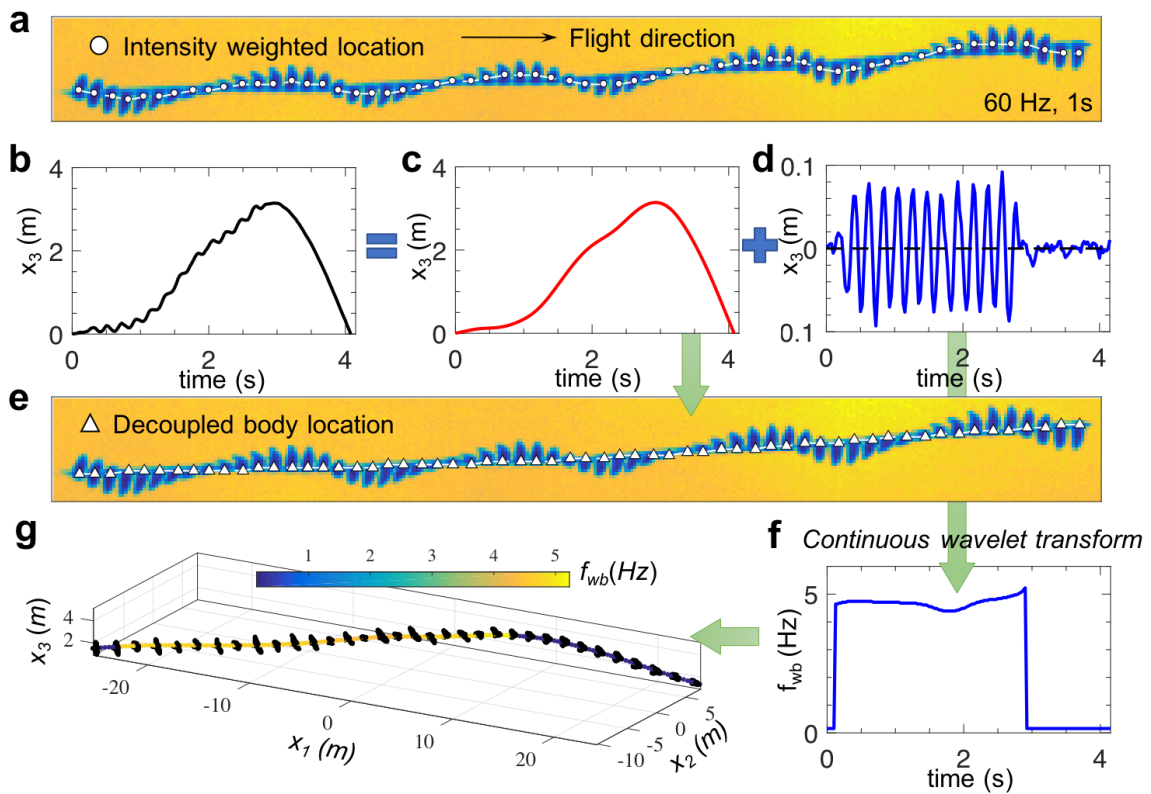 a
Intensity weighted location
Flight direction
60 Hz, 1s
b
4
2
0
x3 (m)
0
2
4
time (s)
c
4
2
0
x3 (m)
0
2
4
time (s)
d
0.1
0
0.1
x3 (m)
0
2
4
time (s)
e
Decoupled body location
g
1
2
3
4
5
fwb(Hz)
x3 (m)
4
2
-20
-10
0
10
20
x1 (m)
-10
-5
0
5
x2(m)
f
Continuous wavelet transform
5
0
fwb (Hz)
0
2
4
time (s)